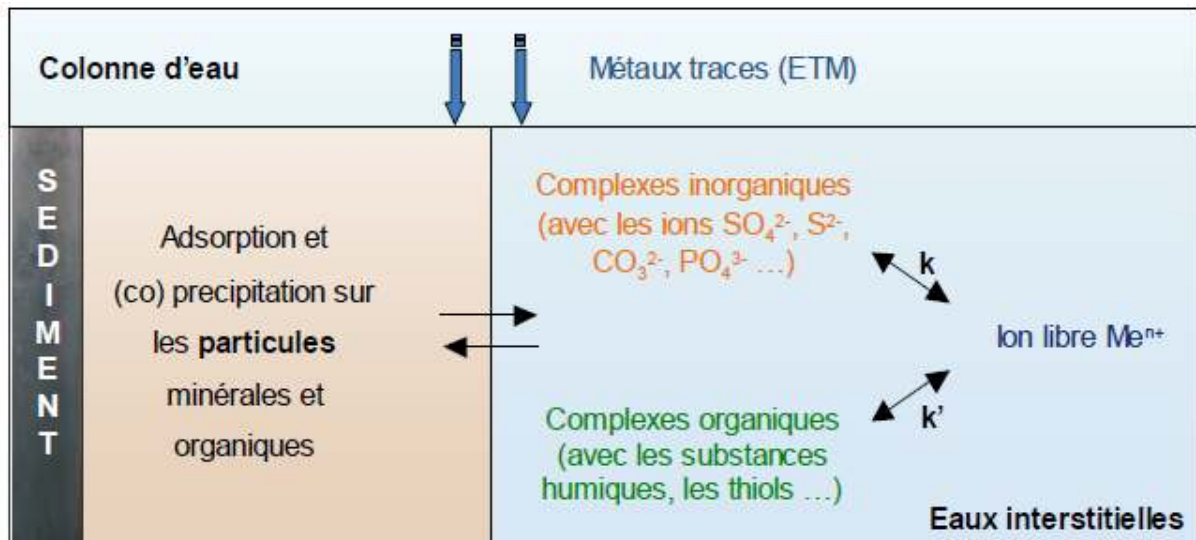 Colonne d'eau
Métaux traces (ETM)
SEDIMENT
Adsorption et
(co) precipitation sur
les particules
minérales et
organiques
Complexes inorganiques
(avec les ions SO₄²⁻, S²⁻,
CO₃²⁻, PO₄³⁻ ...)
k
Ion libre Meⁿ⁺
k'
Complexes organiques
(avec les substances
humiques, les thiols ...)
Eaux interstitielles